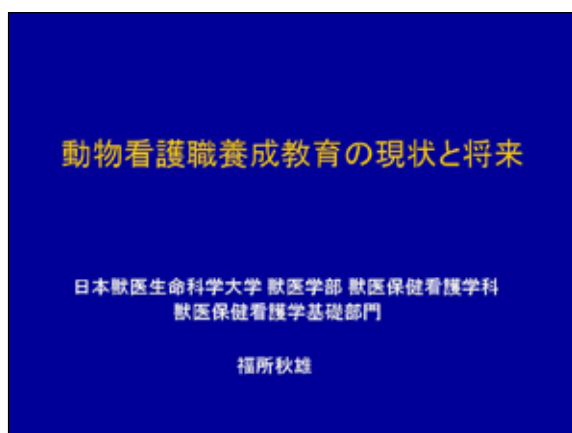 動物看護職養成教育の現状と将来
日本獣医生命科学大学 獣医学部 獣医保健看護学科
獣医保健看護学基礎部門
福所秋雄